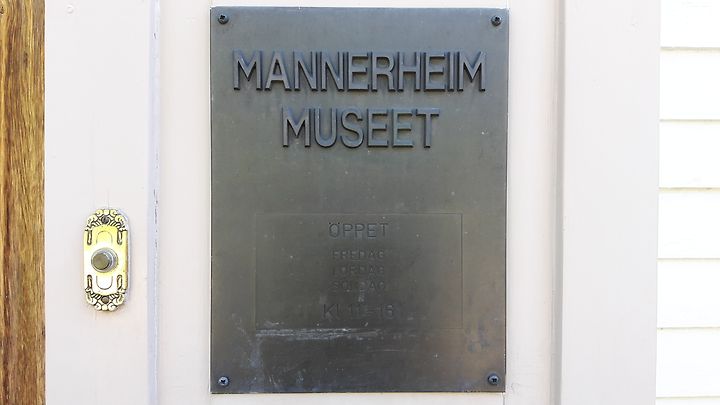 MANNERHEIM
MUSEET
ÖPPET
FREDAG
LÖRDAG
SÖNDAG
Kl 11-16